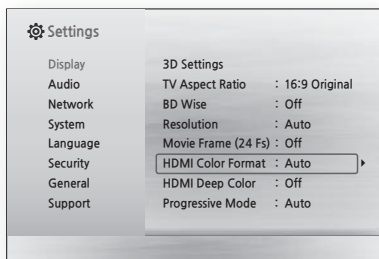 Settings
Display
Audio
Network
System
Language
Security
General
Support
3D Settings
TV Aspect Ratio : 16:9 Original
BD Wise : Off
Resolution : Auto
Movie Frame (24 Fs) : Off
HDMI Color Format : Auto
HDMI Deep Color : Off
Progressive Mode : Auto